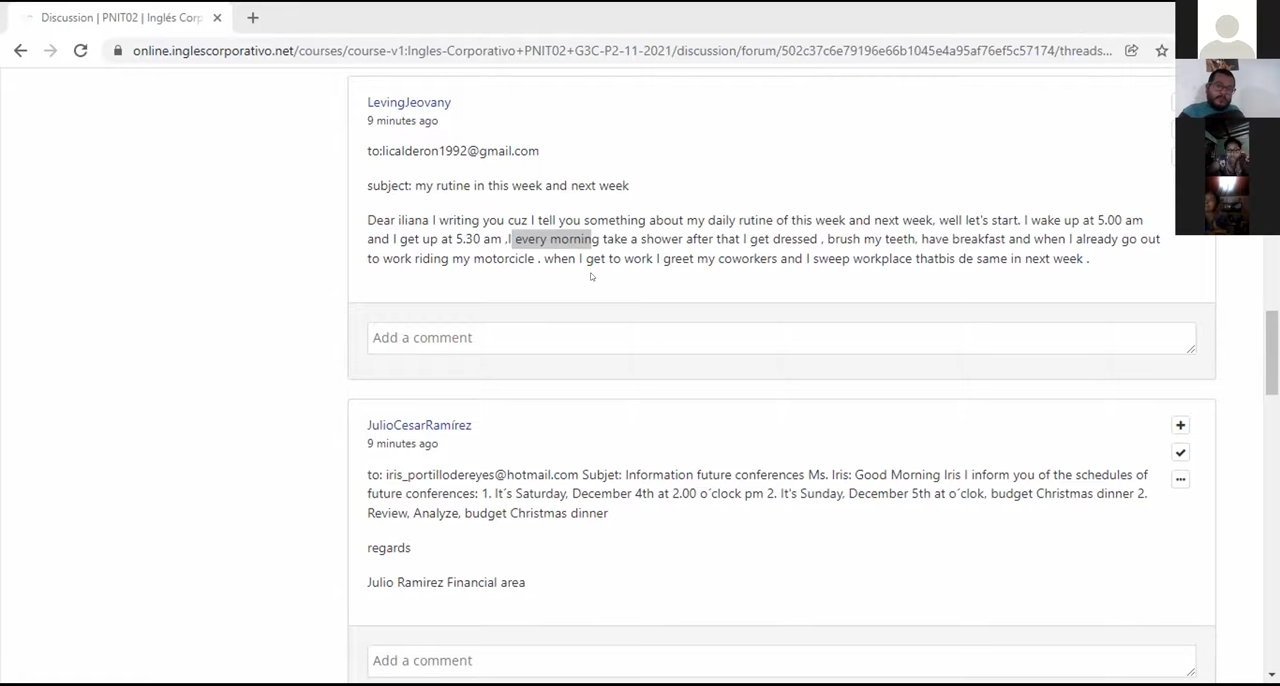 Discussion | PNIT02 | Inglés Corp
online.inglescorporativo.net/courses/course-v1:Ingles-Corporativo+PNIT02+G3C-P2-11-2021/discussion/forum/502c37c6e79196e66b1045e4a95af76ef5c57174/threads...
LevingJeovany
9 minutes ago
to:licalderon1992@gmail.com
subject: my rutine in this week and next week
Dear iliana I writing you cuz I tell you something about my daily rutine of this week and next week, well let's start. I wake up at 5.00 am
and I get up at 5.30 am ,I every morning take a shower after that I get dressed , brush my teeth, have breakfast and when I already go out
to work riding my motorcicle . when I get to work I greet my coworkers and I sweep workplace thatbis de same in next week .
Add a comment
JulioCesarRamírez
9 minutes ago
to: iris_portillodereyes@hotmail.com Subjet: Information future conferences Ms. Iris: Good Morning Iris I inform you of the schedules of
future conferences: 1. It´s Saturday, December 4th at 2.00 o´clock pm 2. It's Sunday, December 5th at o´clok, budget Christmas dinner 2.
Review, Analyze, budget Christmas dinner
regards
Julio Ramirez Financial area
Add a comment